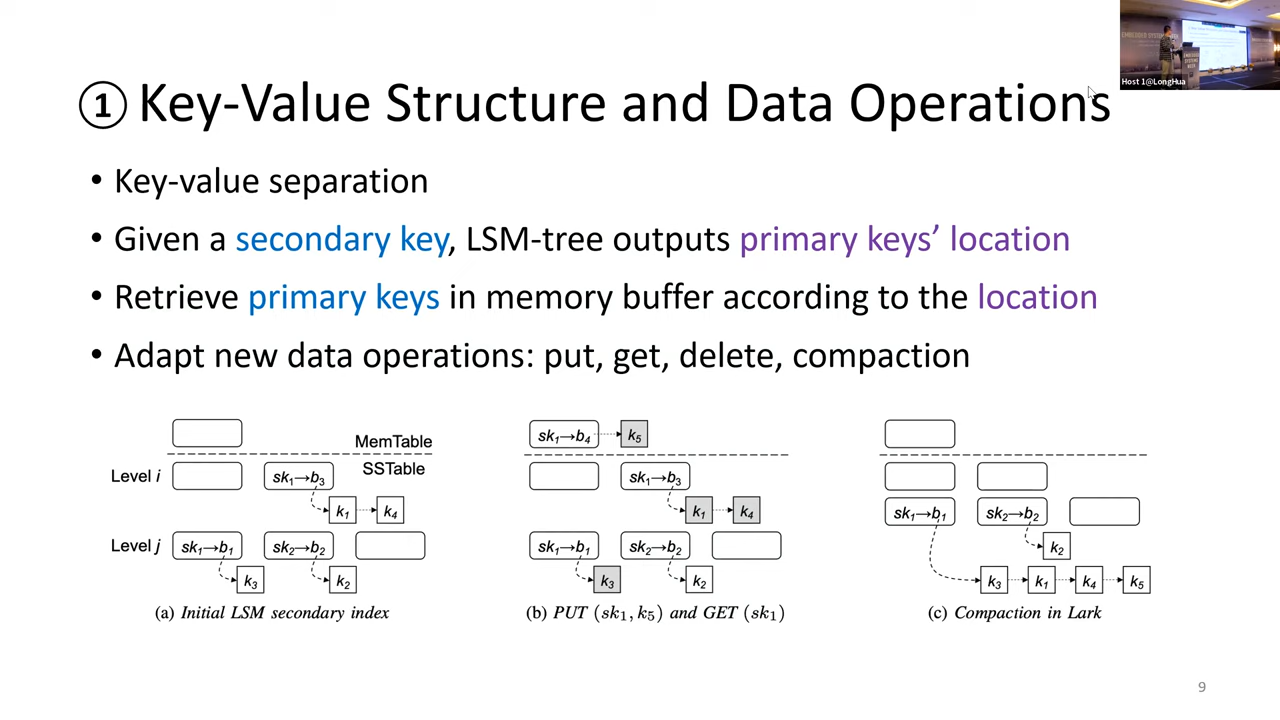 ① Key-Value Structure and Data Operations
Host 1@LongHua
• Key-value separation
• Given a secondary key, LSM-tree outputs primary keys’ location
• Retrieve primary keys in memory buffer according to the location
• Adapt new data operations: put, get, delete, compaction
MemTable
SSTable
Level i
sk₁→b₃
k₁
k₄
Level j
sk₁→b₁
sk₂→b₂
k₃
k₂
(a) Initial LSM secondary index
sk₁→b₄
k₅
sk₁→b₃
k₁
k₄
sk₁→b₁
sk₂→b₂
k₃
k₂
(b) PUT (sk₁, k₅) and GET (sk₁)
sk₁→b₁
sk₂→b₂
k₂
k₃
k₁
k₄
k₅
(c) Compaction in Lark
9